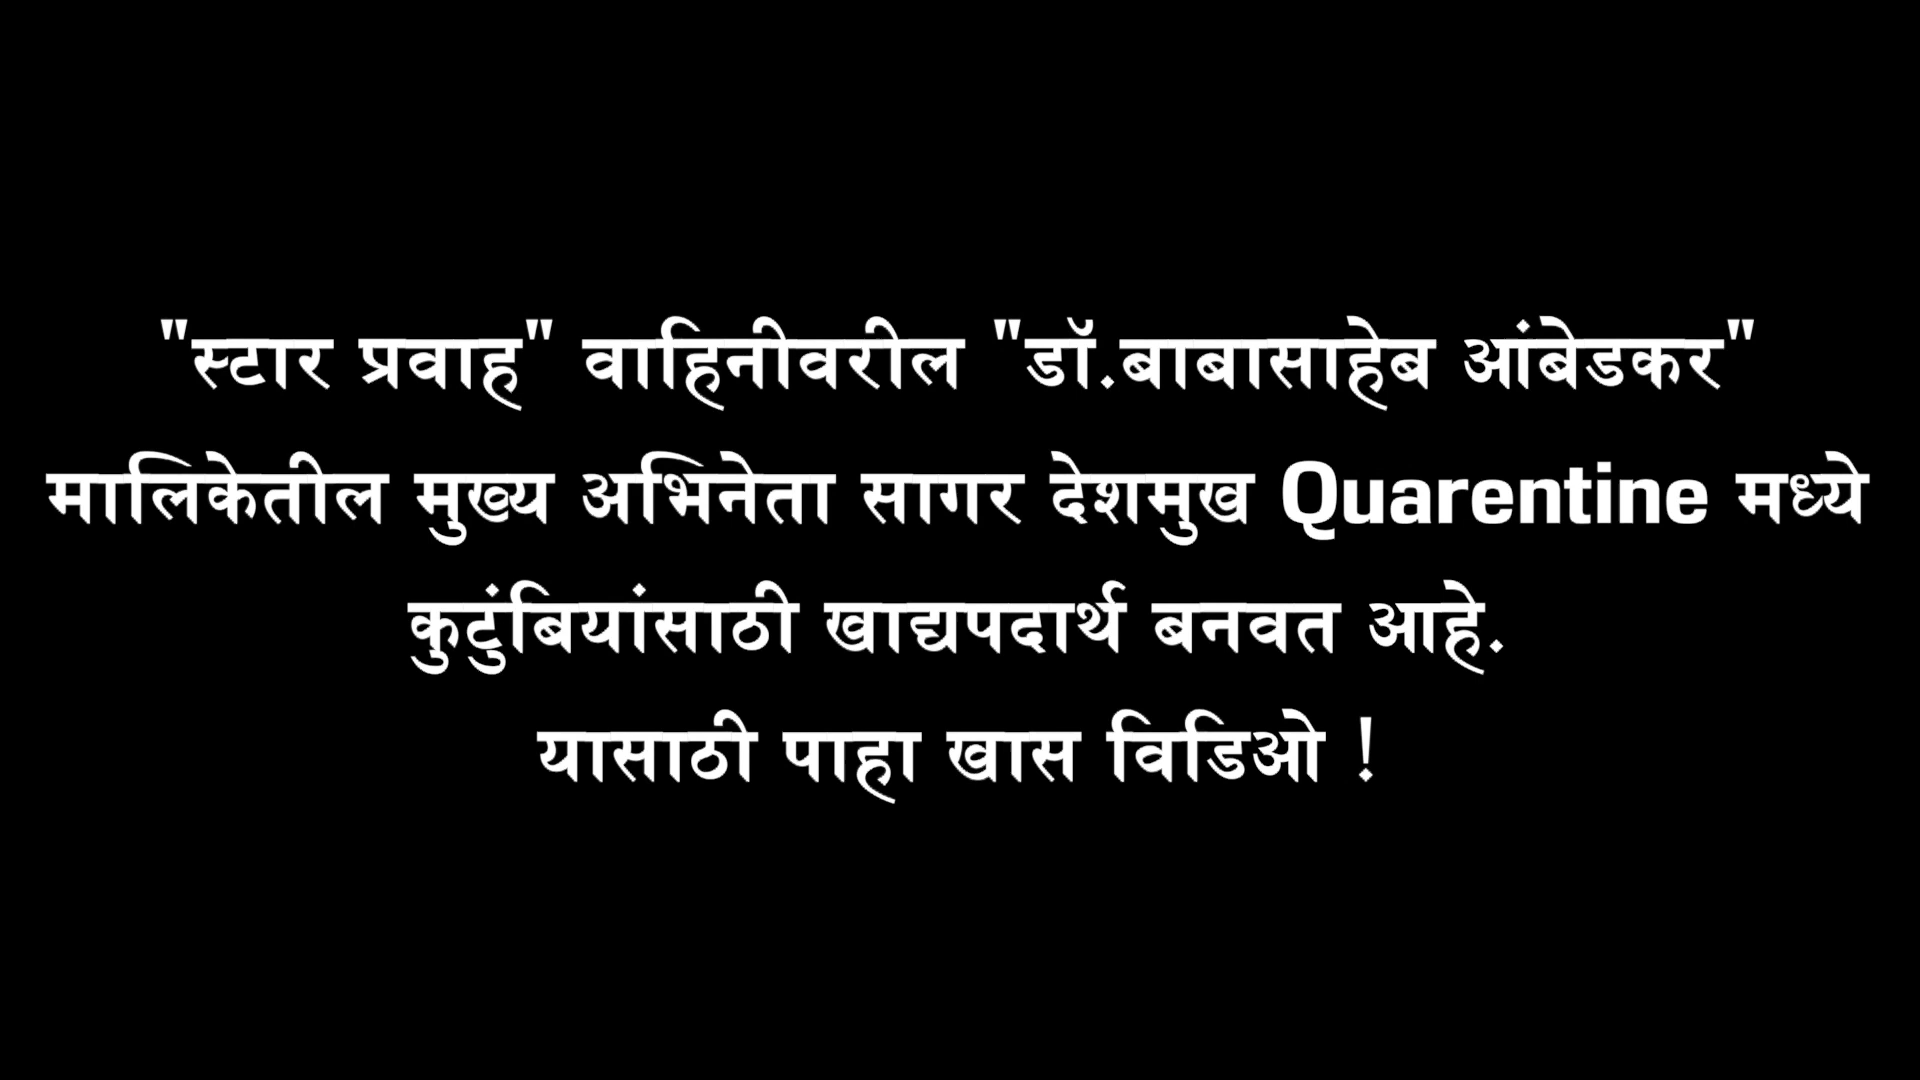 "स्टार प्रवाह" वाहिनीवरील "डॉ.बाबासाहेब आंबेडकर"
मालिकेतील मुख्य अभिनेता सागर देशमुख Quarentine मध्ये
कुटुंबियांसाठी खाद्यपदार्थ बनवत आहे.
यासाठी पाहा खास विडिओ !